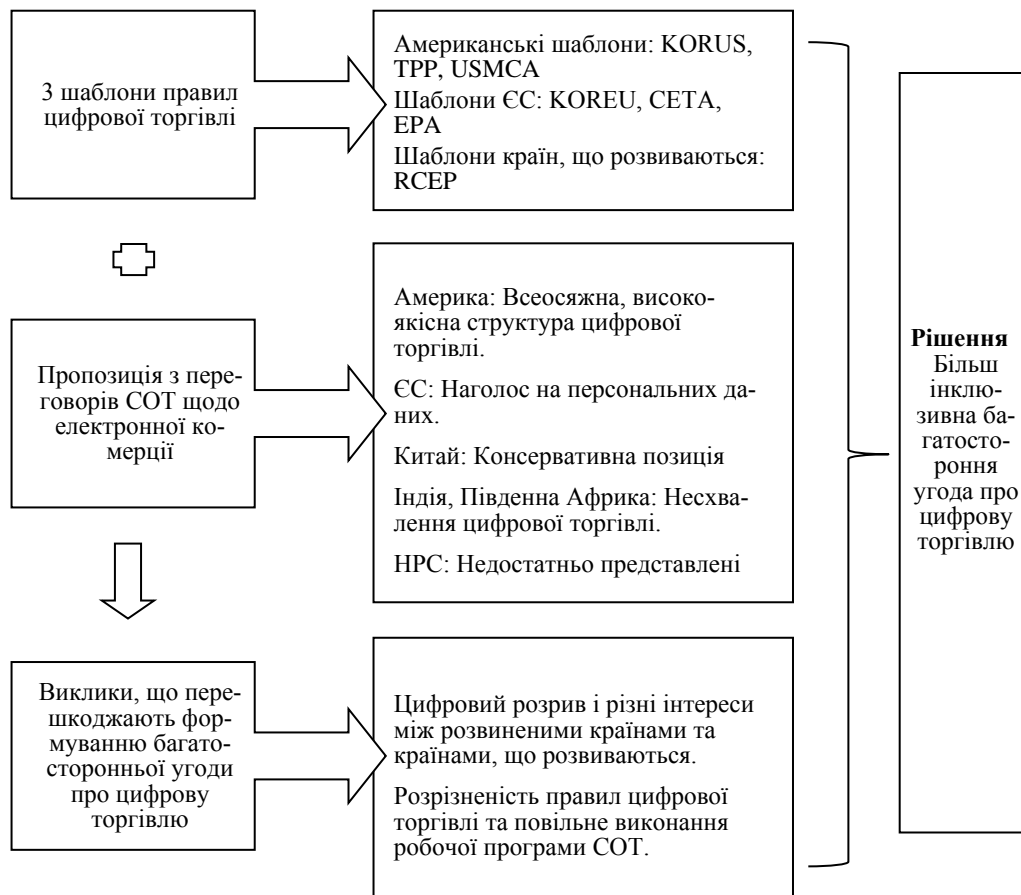 3 шаблони правил
цифрової торгівлі
Американські шаблони: KORUS,
TPP, USMCA
Шаблони ЄС: KOREU, CETA,
EPA
Шаблони країн, що розвиваються:
RCEP
Пропозиція з пере-
говорів СОТ щодо
електронної ко-
мерції
Америка: Всеосяжна, високо-
якісна структура цифрової
торгівлі.
ЄС: Наголос на персональних да-
них.
Китай: Консервативна позиція
Індія, Південна Африка: Несхва-
лення цифрової торгівлі.
НРС: Недостатньо представлені
Виклики, що пере-
шкоджають фор-
муванню багато-
сторонньої угоди
про цифрову
торгівлю
Цифровий розрив і різні інтереси
між розвиненими країнами та
країнами, що розвиваються.
Розрізненість правил цифрової
торгівлі та повільне виконання
робочої програми СОТ.
Рішення
Більш
інклю-
зивна ба-
гатосто-
роння
угода про
цифрову
торгівлю